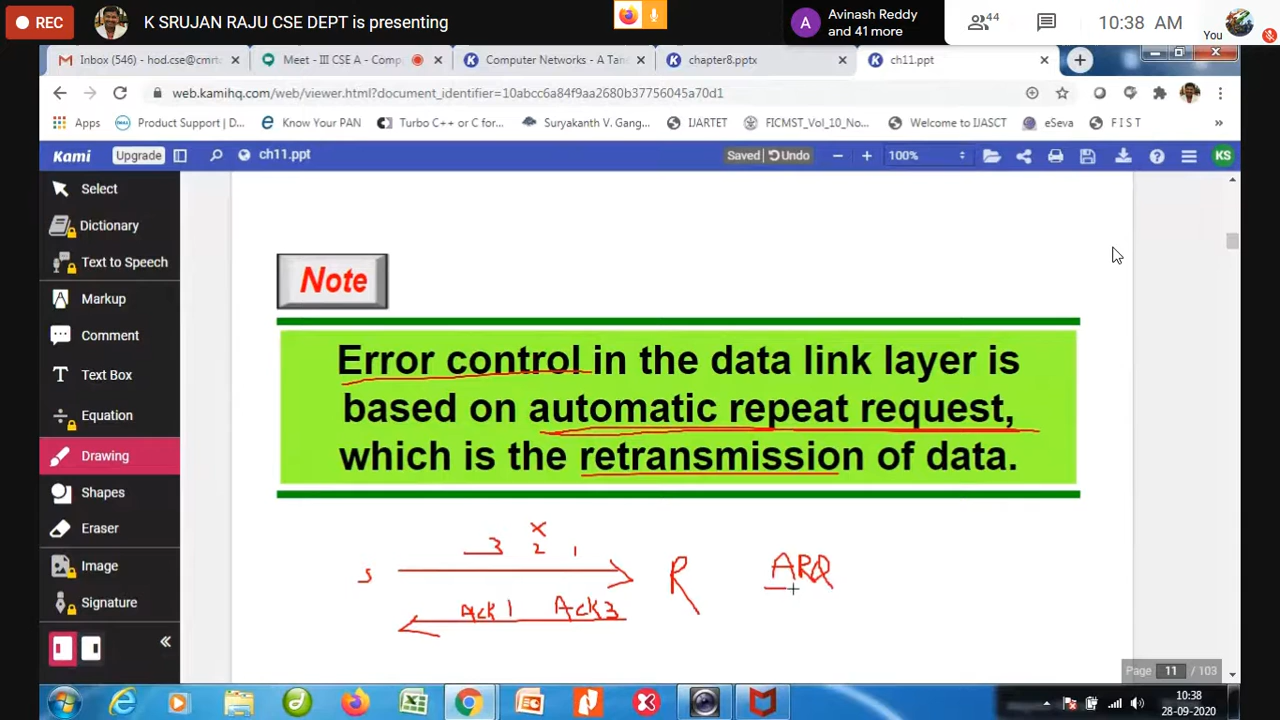 REC
K SRUJAN RAJU CSE DEPT is presenting
A
Avinash Reddy
and 41 more
44
10:38 AM
You
Inbox (546) - hod.cse@cmrt
Meet - III CSE A - Comp
Computer Networks - A Tan
chapter8.pptx
ch11.ppt
web.kamihq.com/web/viewer.html?document_identifier=10abcc6a84f9aa2680b37756045a70d1
Apps
Product Support | D...
Know Your PAN
Turbo C++ or C for...
Suryakanth V. Gang...
IJARTET
FICMST_Vol_10_No...
Welcome to IJASCT
eSeva
F I S T
»
Kami
Upgrade
ch11.ppt
Saved
Undo
100%
KS
Select
Dictionary
Text to Speech
Markup
Comment
Text Box
Equation
Drawing
Shapes
Eraser
Image
Signature
Note
Error control in the data link layer is
based on automatic repeat request,
which is the retransmission of data.
x
3 2 1
S R ARQ
Ack 1 Ack 3
Page 11 / 103
10:38
28-09-2020